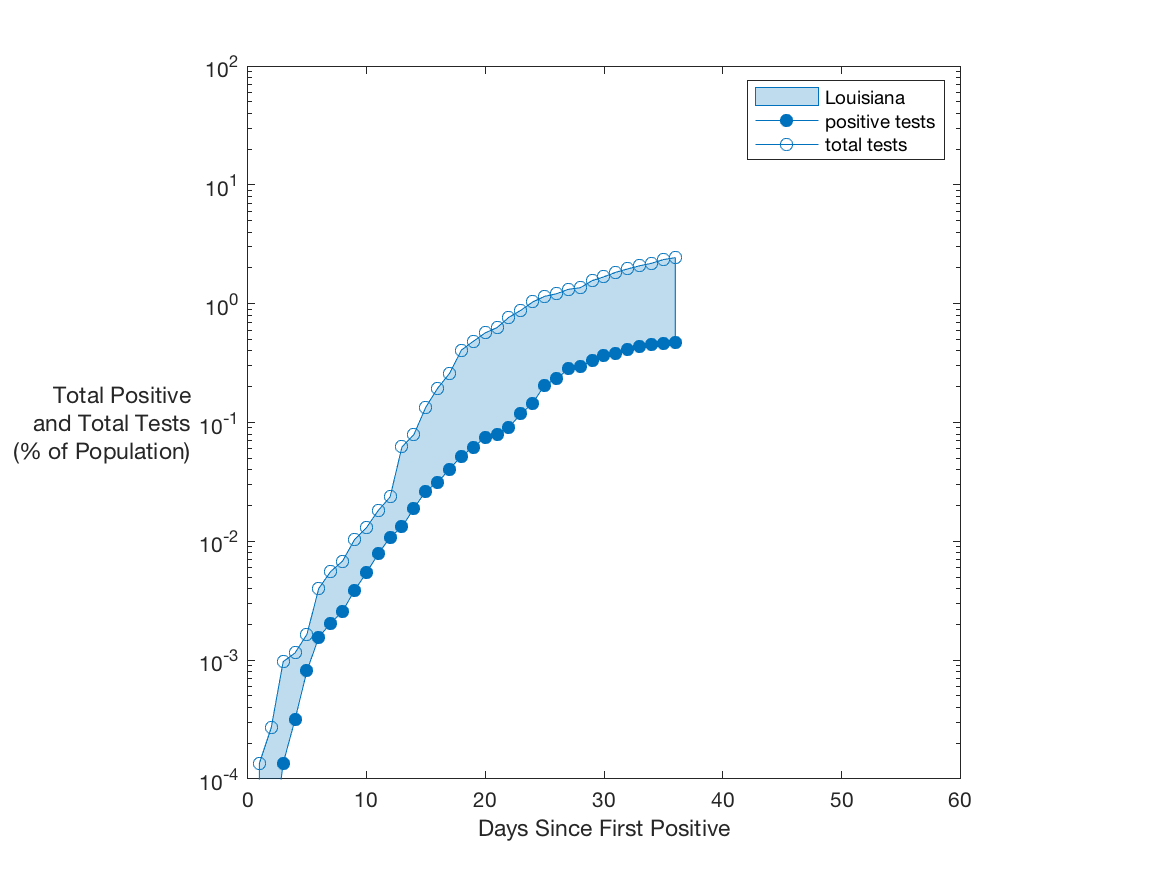 10^2
10^1
10^0
10^-1
10^-2
10^-3
10^-4
Total Positive
and Total Tests
(% of Population)
Louisiana
positive tests
total tests
0 10 20 30 40 50 60
Days Since First Positive